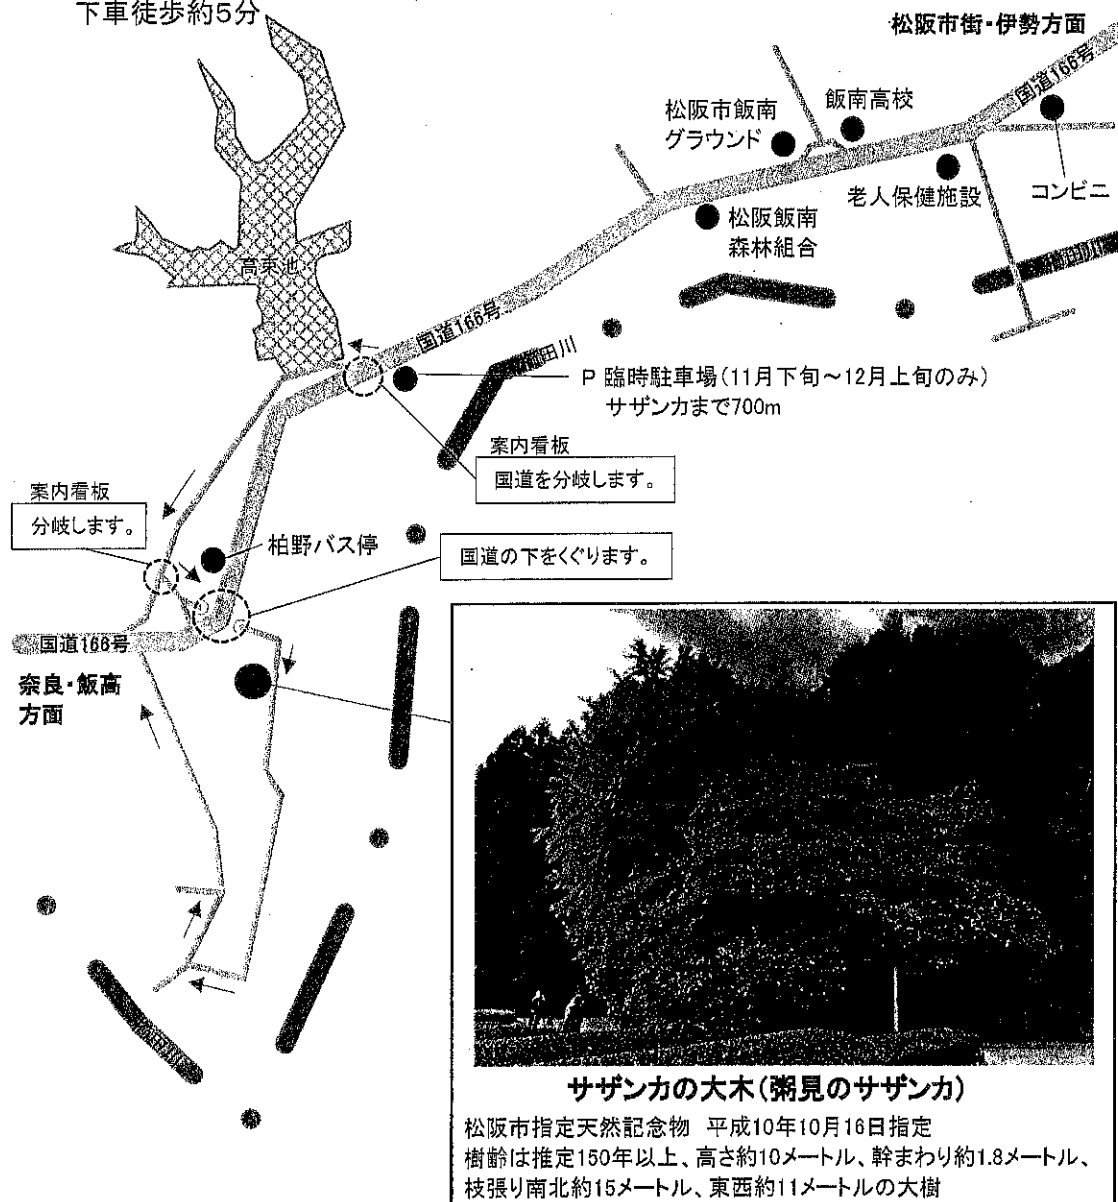 下車徒歩約5分
松阪市街・伊勢方面
国道166号
松阪市飯南
グラウンド
飯南高校
老人保健施設
コンビニ
松阪飯南
森林組合
国道166号
P 臨時駐車場(11月下旬~12月上旬のみ)
サザンカまで700m
案内看板
国道を分岐します。
案内看板
分岐します。
柏野バス停
国道の下をくぐります。
国道166号
奈良・飯高
方面
サザンカの大木(粥見のサザンカ)
松阪市指定天然記念物 平成10年10月16日指定
樹齢は推定150年以上、高さ約10メートル、幹まわり約1.8メートル、
枝張り南北約15メートル、東西約11メートルの大樹